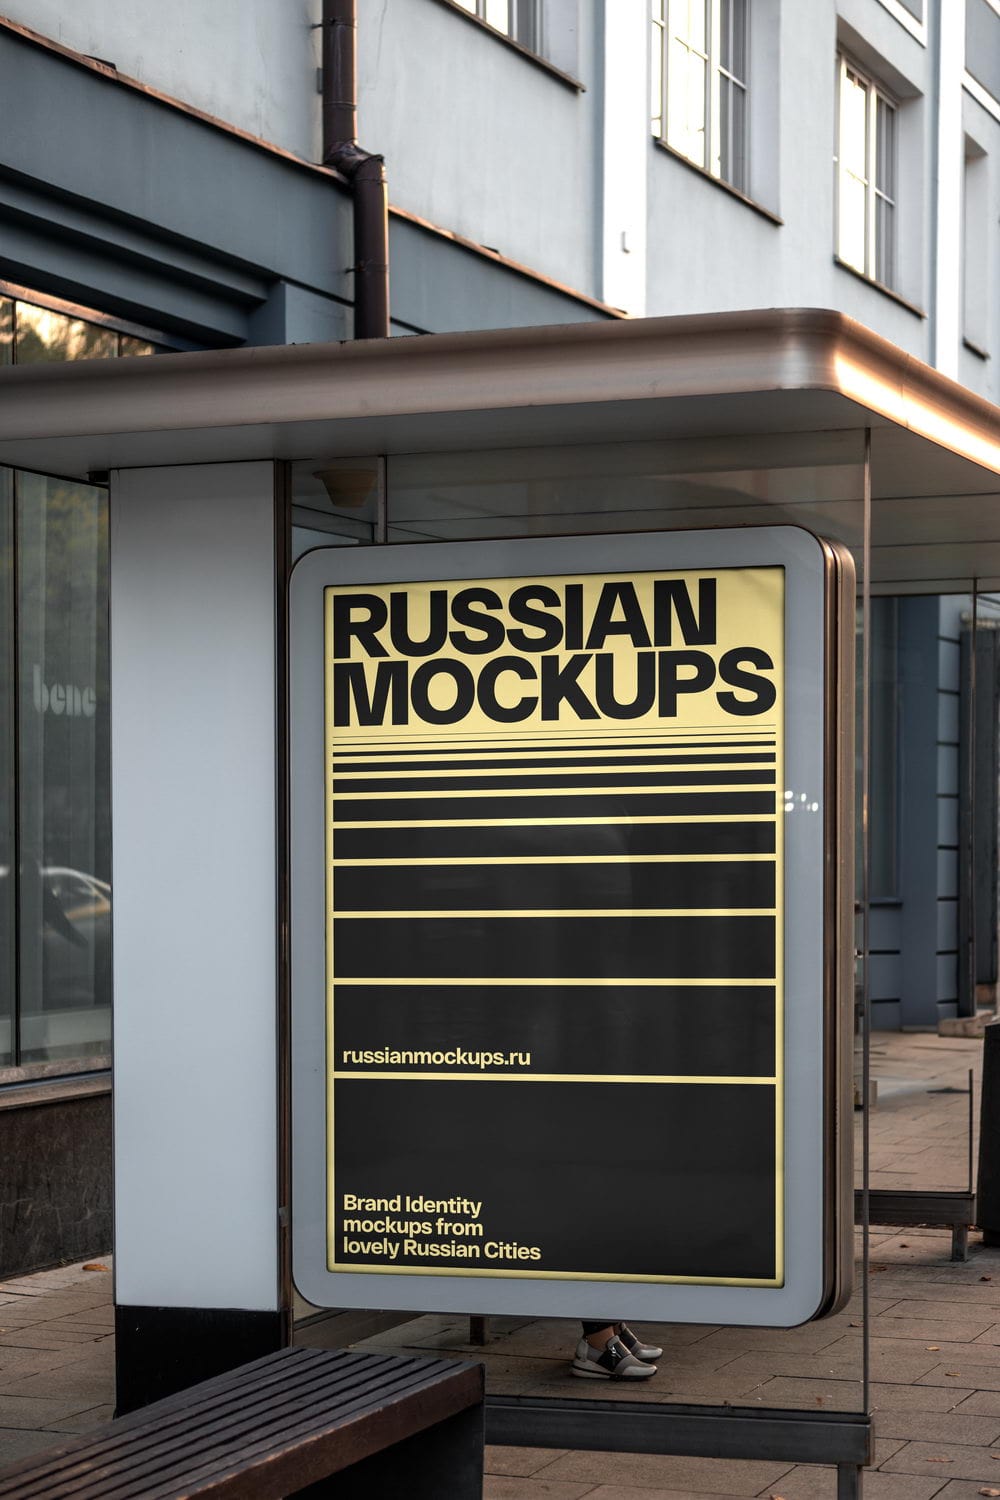 RUSSIAN
MOCKUPS
russianmockups.ru
Brand Identity
mockups from
lovely Russian Cities
bene